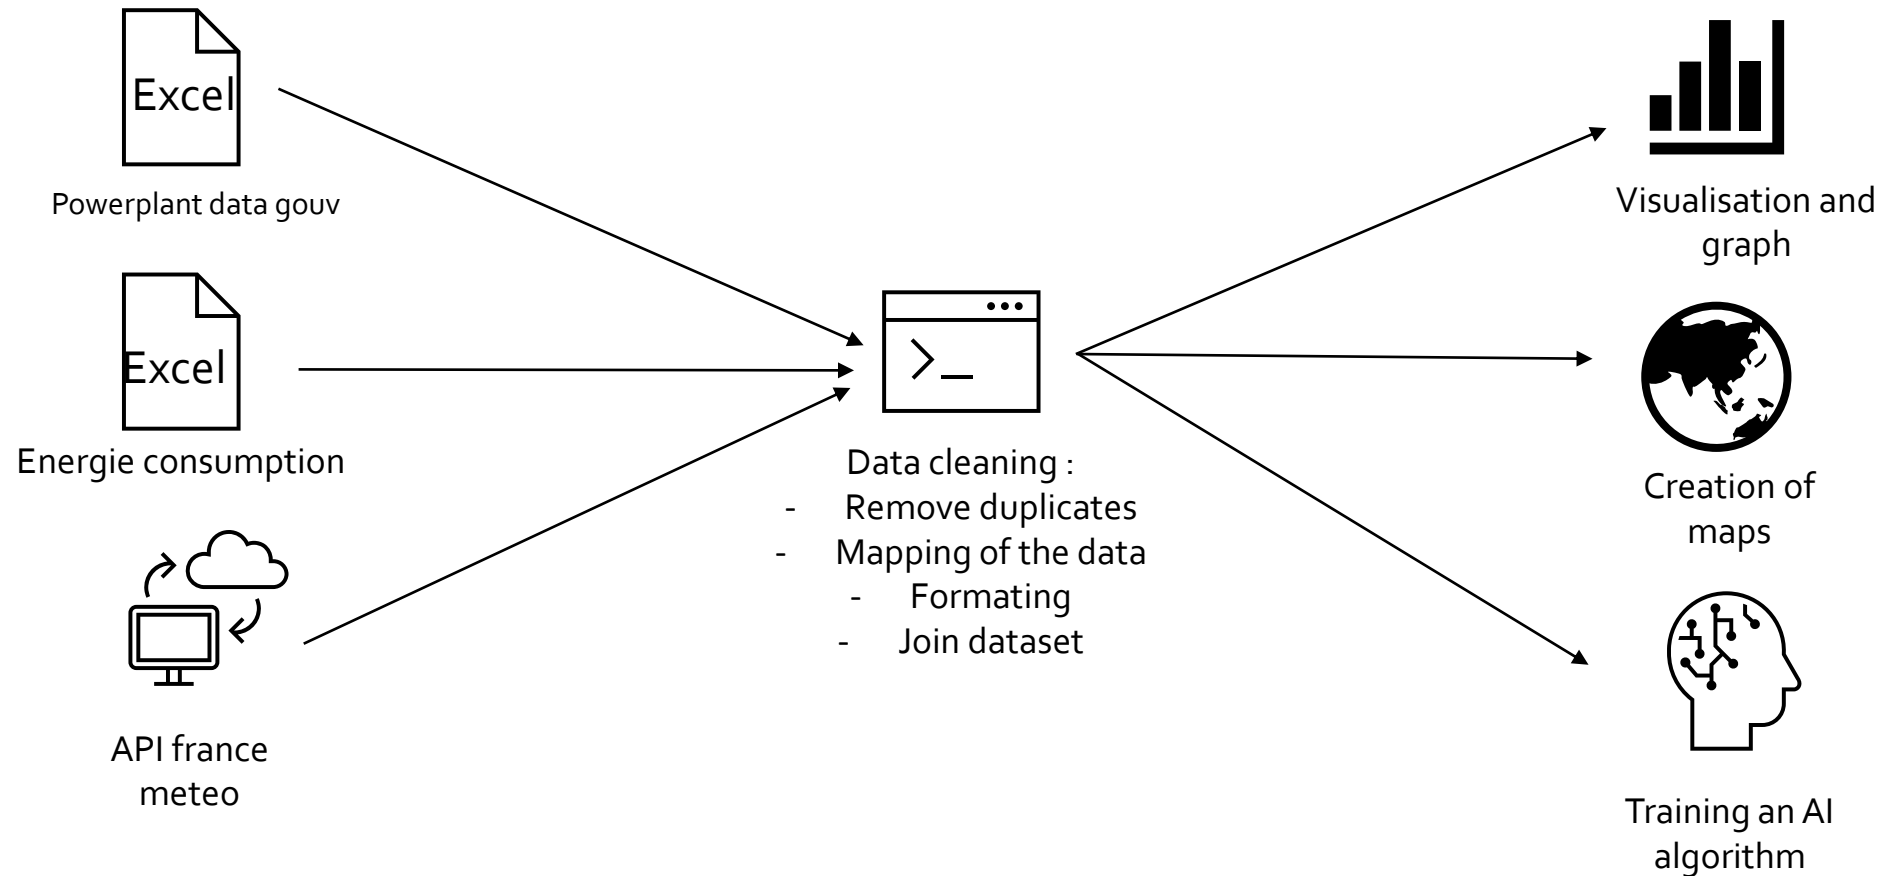 Excel
Powerplant data gouv
Excel
Energie consumption
API france
meteo
Data cleaning :
- Remove duplicates
- Mapping of the data
- Formating
- Join dataset
Visualisation and
graph
Creation of
maps
Training an AI
algorithm